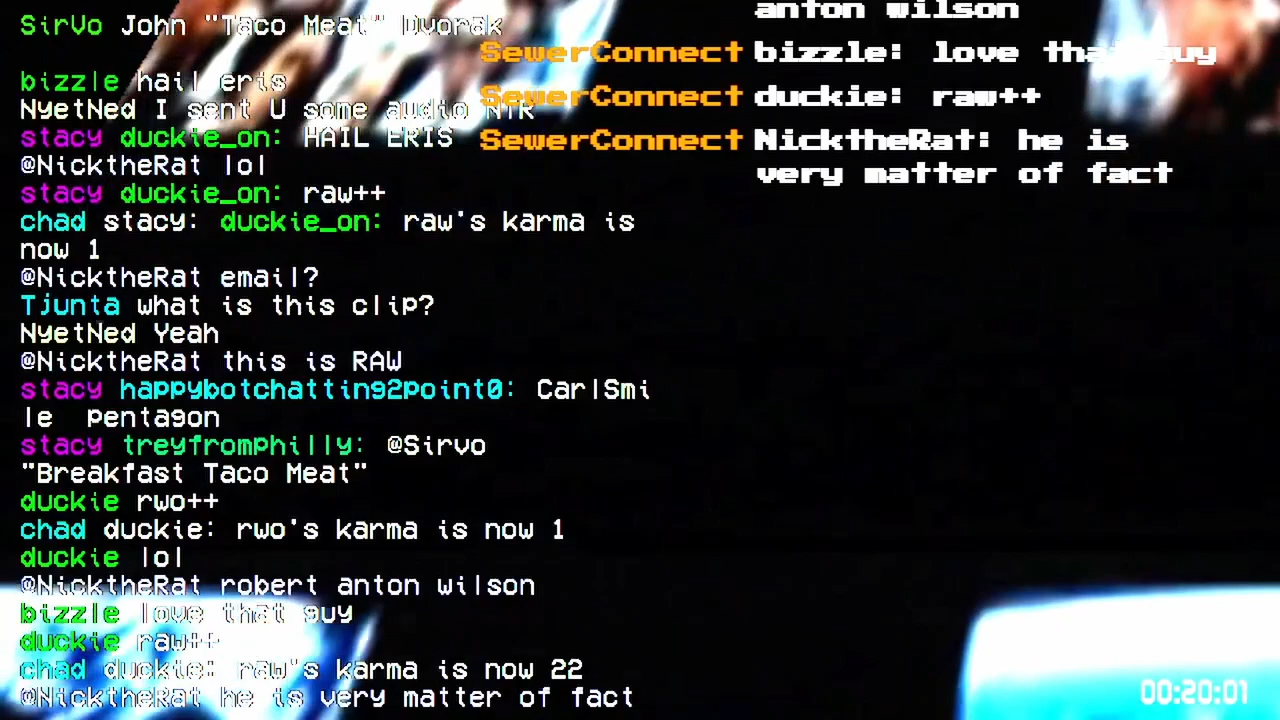 SirVo John "Taco Meat" Dvorak
bizzle hail eris
NyetNed I sent U some audio NTR
stacy duckie_on: HAIL ERIS
@NicktheRat lol
stacy duckie_on: raw++
chad stacy: duckie_on: raw's karma is
now 1
@NicktheRat email?
Tjunta what is this clip?
NyetNed Yeah
@NicktheRat this is RAW
stacy happybotchatting2point0: CarlSmi
le pentagon
stacy treyfromphilly: @Sirvo
"Breakfast Taco Meat"
duckie rwo++
chad duckie: rwo's karma is now 1
duckie lol
@NicktheRat robert anton wilson
bizzle love that guy
duckie raw++
chad duckie: raw's karma is now 22
@NicktheRat he is very matter of fact
anton wilson
SewerConnect bizzle: love that guy
SewerConnect duckie: raw++
SewerConnect NicktheRat: he is
very matter of fact
00:20:01